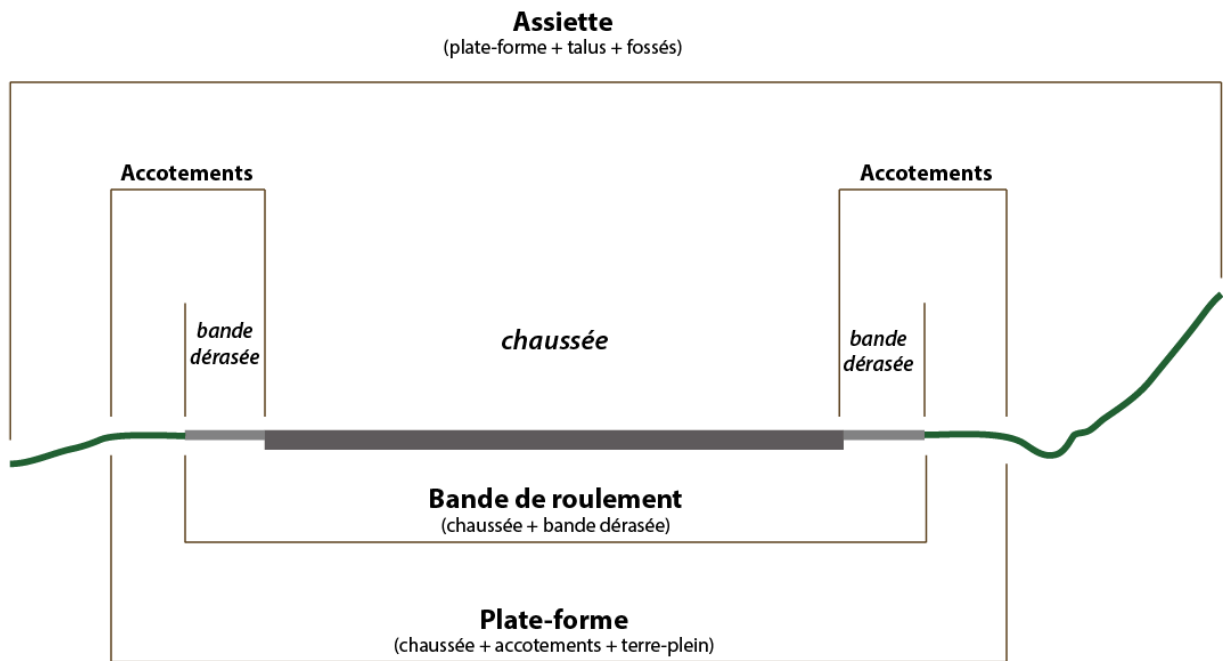 Assiette
(plate-forme + talus + fossés)
Accotements
Accotements
bande
dérasée
chaussée
bande
dérasée
Bande de roulement
(chaussée + bande dérasée)
Plate-forme
(chaussée + accotements + terre-plein)